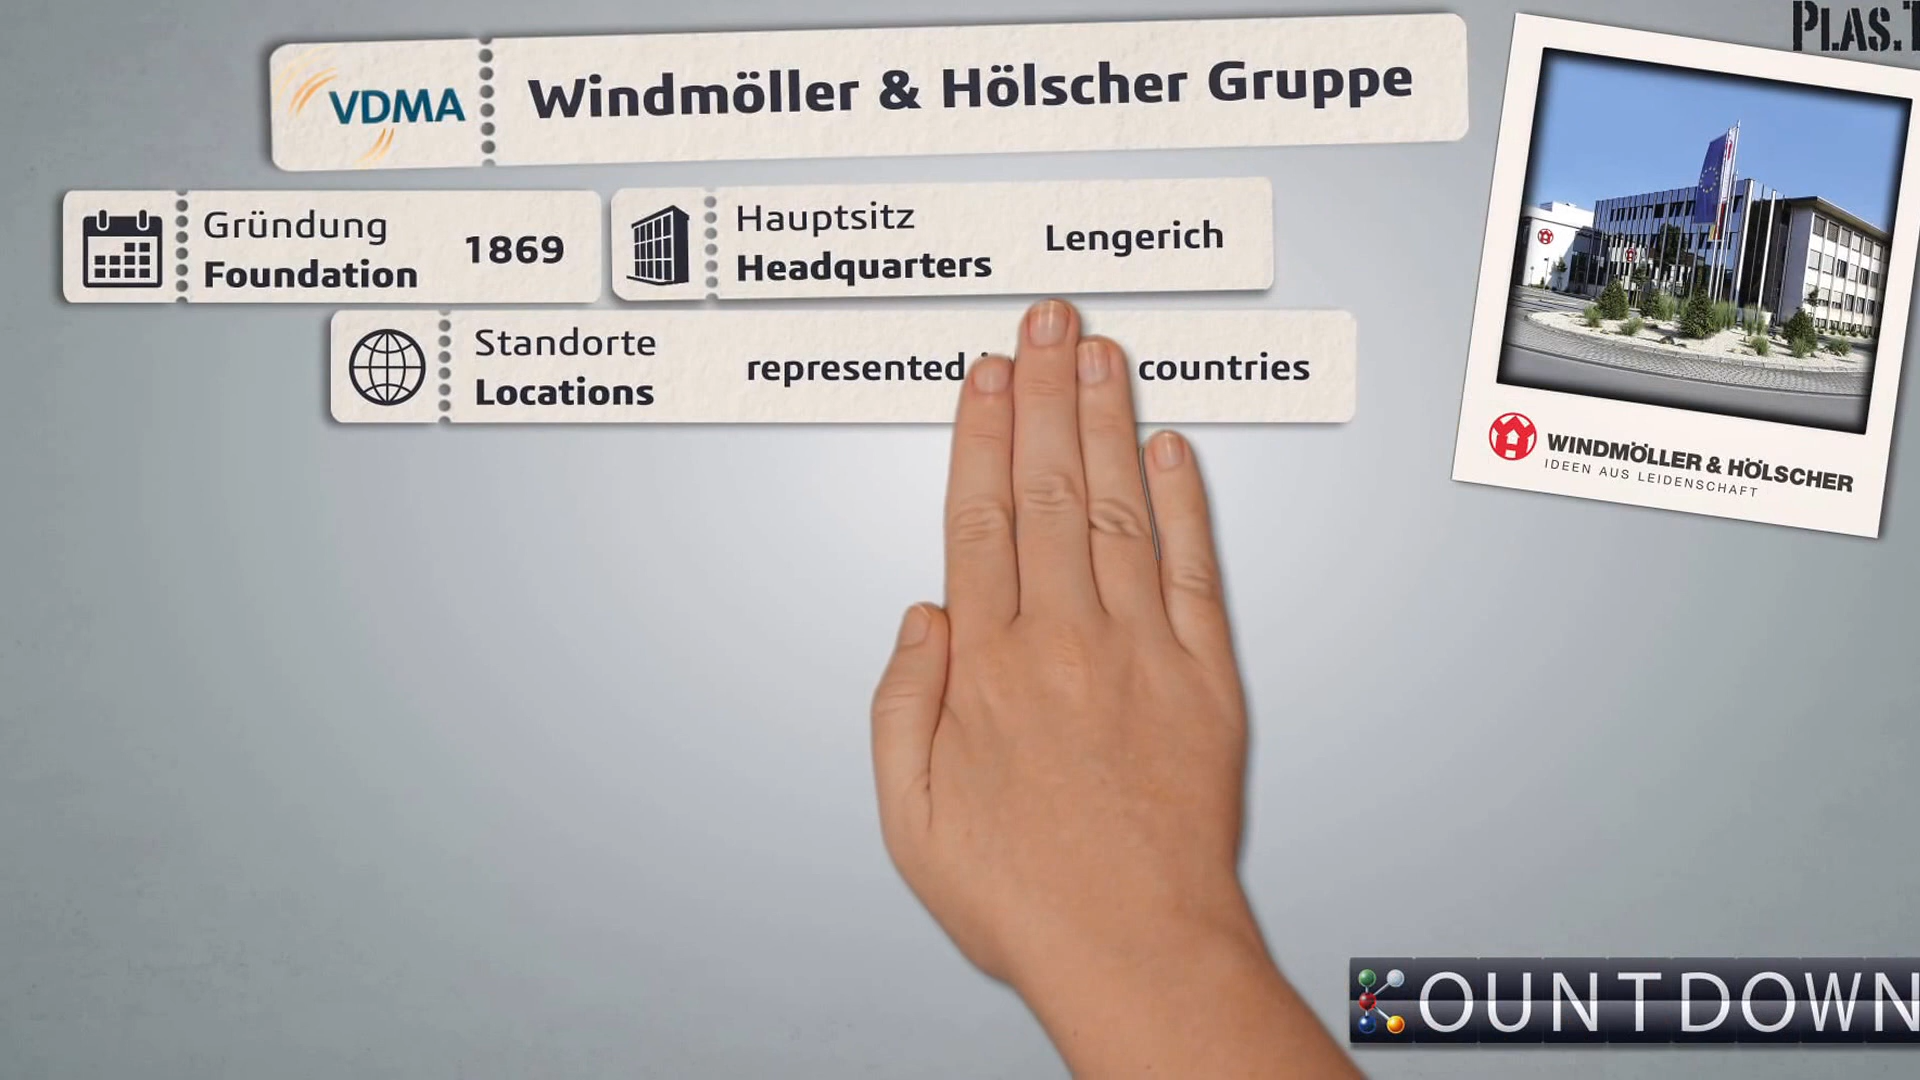 PLAS.T
VDMA
Windmöller & Hölscher Gruppe
Gründung
Foundation
1869
Hauptsitz
Headquarters
Lengerich
Standorte
Locations
represented
countries
WINDMÖLLER & HÖLSCHER
IDEEN AUS LEIDENSCHAFT
KOUNTDOWN